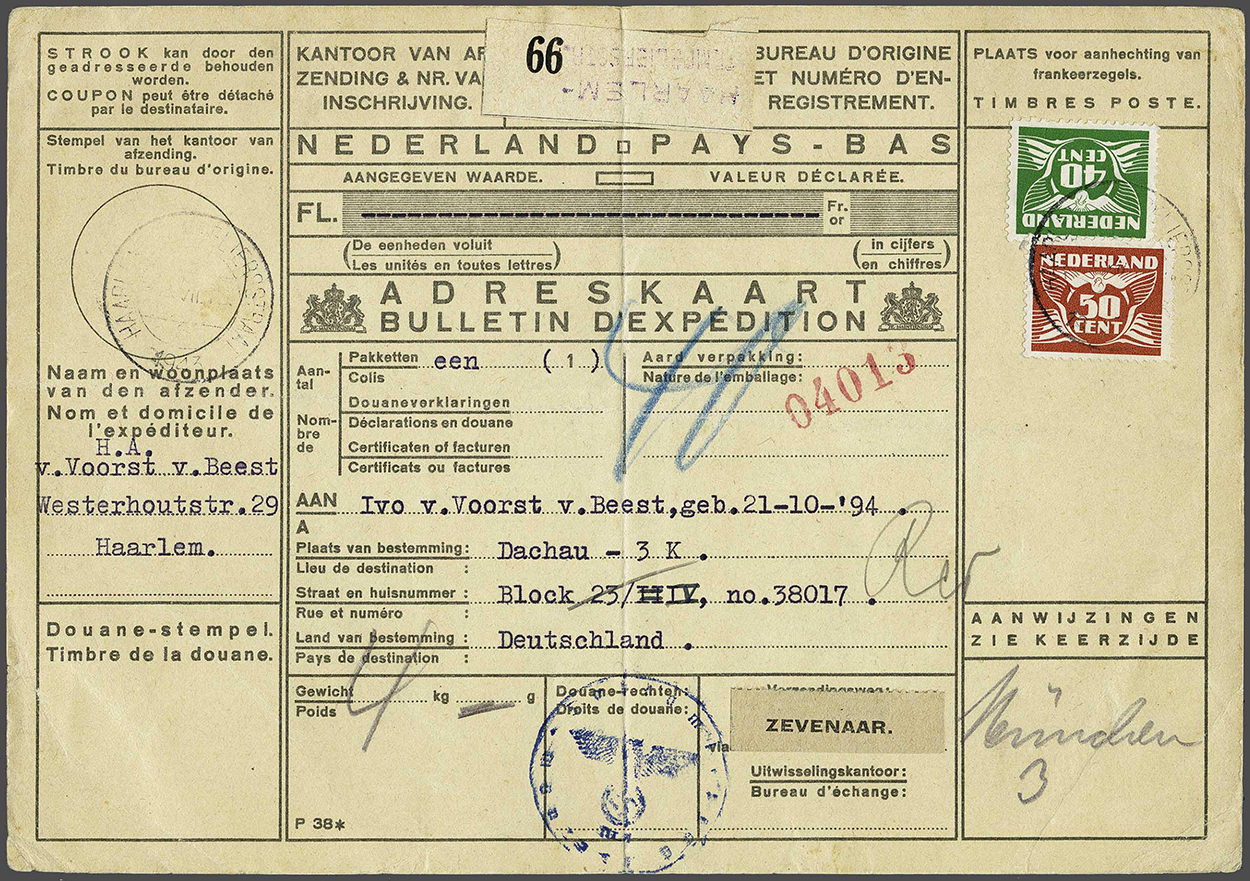 STROOK kan door den
geadresseerde behouden
worden.
COUPON peut être détaché
par le destinataire.
Stempel van het kantoor van
afzending.
Timbre du bureau d'origine.
Naam en woonplaats
van den afzender.
Nom et domicile de
l'expéditeur.
H.A.
v.Voorst v.Beest
Westerhoutstr.29
Haarlem.
Douane-stempel.
Timbre de la douane.
KANTOOR VAN AF
ZENDING & NR. VA
INSCHRIJVING.
66
HAARLEM-
BUREAU D'ORIGINE
ET NUMÉRO D'EN-
REGISTREMENT.
NEDERLAND PAYS-BAS
AANGEGEVEN WAARDE. VALEUR DÉCLARÉE.
FL. Fr.
or
De eenheden voluit
Les unités en toutes lettres
in cijfers
en chiffres
ADRESKAART
BULLETIN D'EXPÉDITION
Aan-
tal
Pakketten een ( 1 )
Colis
Aard verpakking:
Nature de l'emballage:
40
04013
Douaneverklaringen
Nom-
bre
de
Déclarations en douane
Certificaten of facturen
Certificats ou factures
AAN Ivo v.Voorst v.Beest,geb.21-10-'94 .
A
Plaats van bestemming: Dachau - 3 K .
Lieu de destination :
Straat en huisnummer: Block 23/IV, no.38017 .
Rue et numéro :
Land van bestemming: Deutschland .
Pays de destination :
Gewicht kg g
Poids
4
P 38*
Douane-rechten:
Droits de douane:
Verzendingsweg:
via
ZEVENAAR.
Uitwisselingskantoor:
Bureau d'échange:
PLAATS voor aanhechting van
frankeerzegels.
TIMBRES POSTE.
40
CENT
NEDERLAND
NEDERLAND
50
CENT
AANWIJZINGEN
ZIE KEERZIJDE
München
3